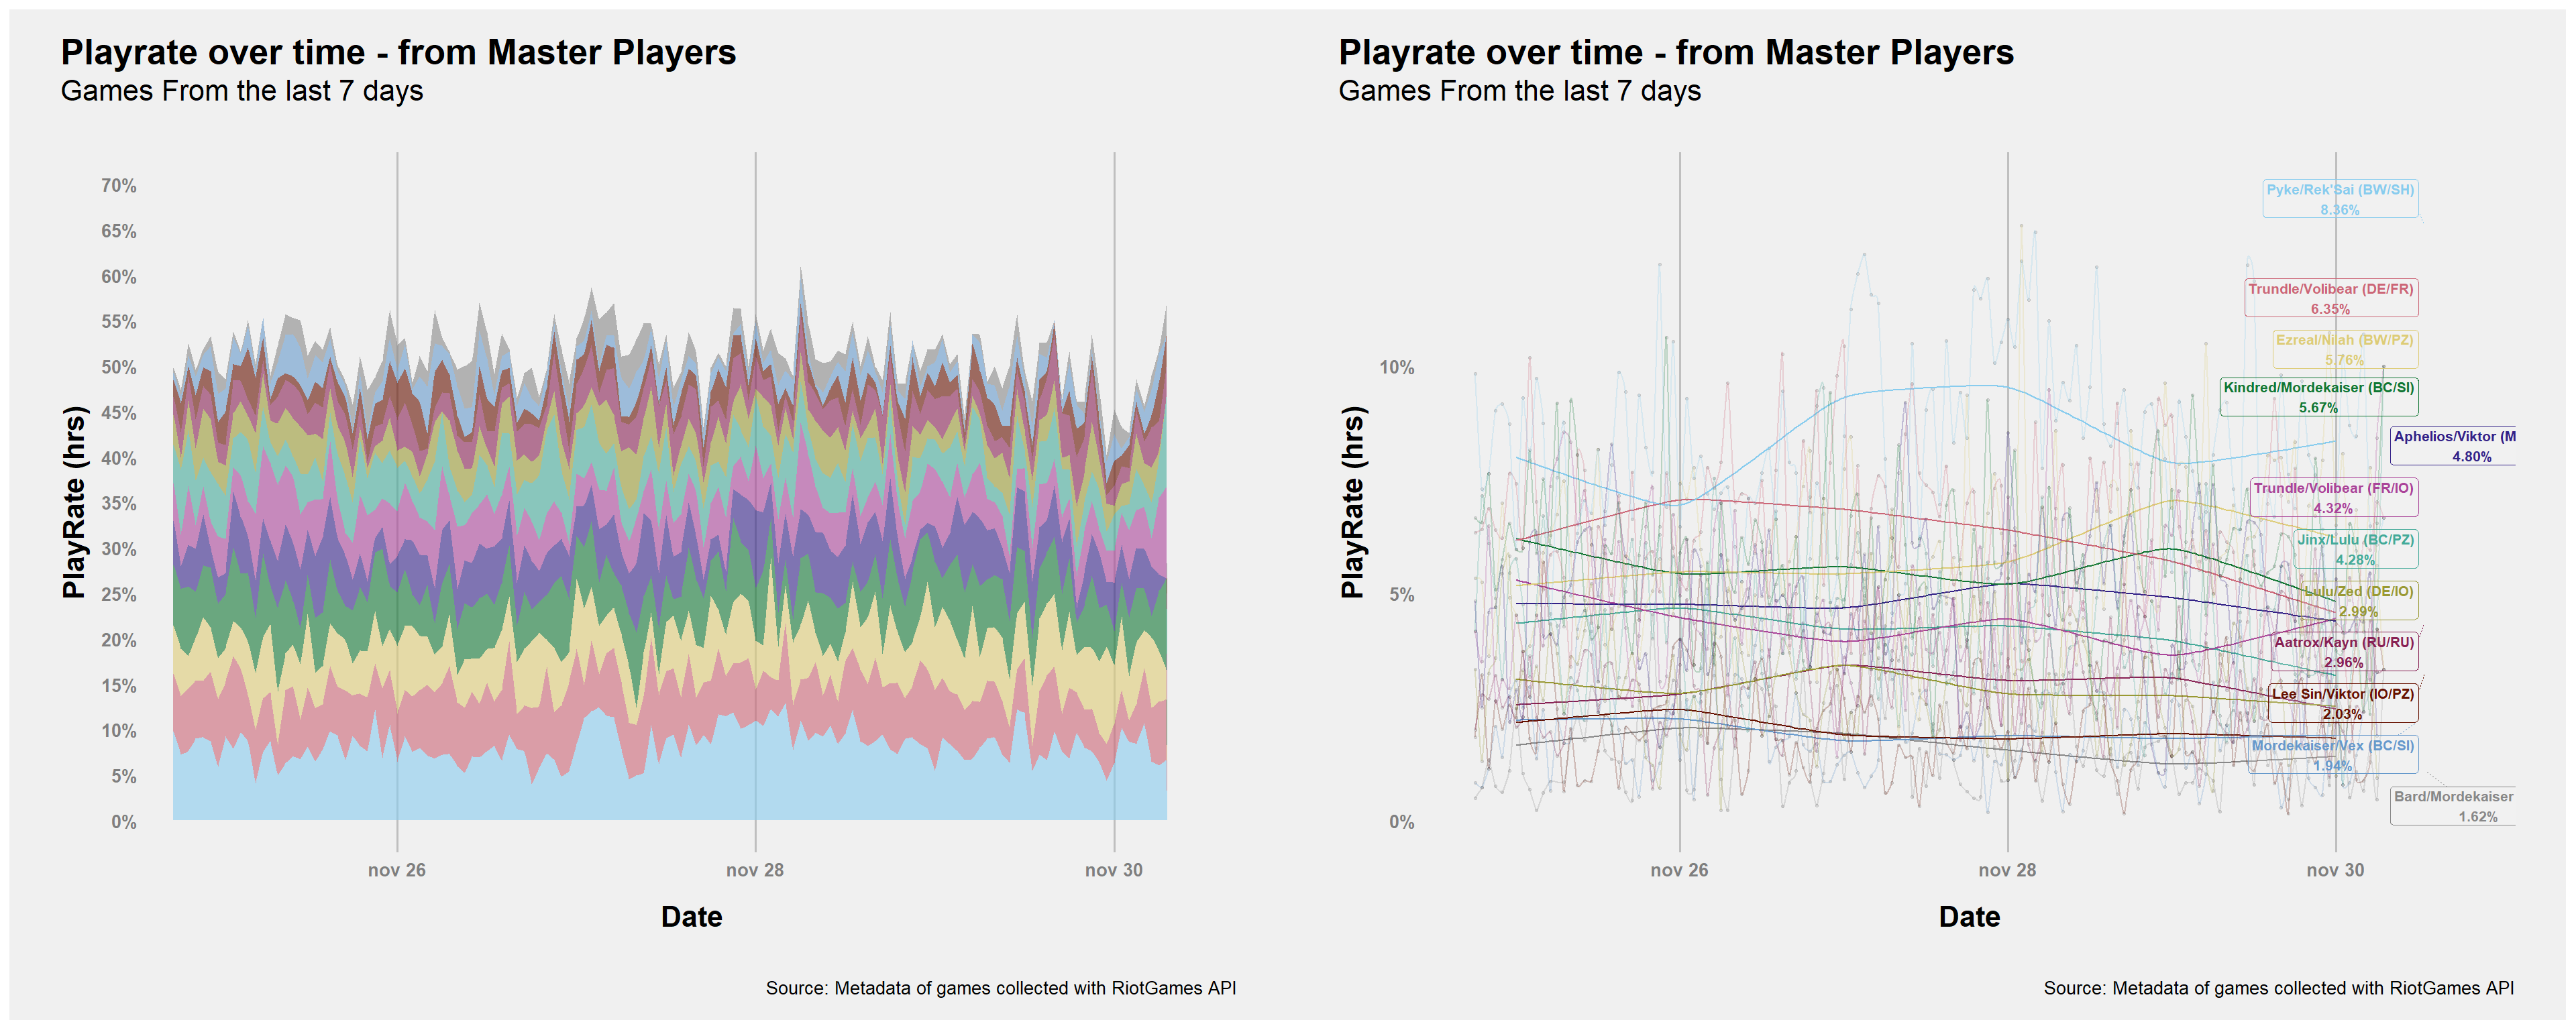 Playrate over time - from Master Players
Games From the last 7 days
70%
65%
60%
55%
50%
45%
40%
35%
30%
25%
20%
15%
10%
5%
0%
PlayRate (hrs)
nov 26
nov 28
nov 30
Date
Source: Metadata of games collected with RiotGames API
Playrate over time - from Master Players
Games From the last 7 days
10%
5%
0%
PlayRate (hrs)
Pyke/Rek'Sai (BW/SH)
8.36%
Trundle/Volibear (DE/FR)
6.35%
Ezreal/Nilah (BW/PZ)
5.76%
Kindred/Mordekaiser (BC/SI)
5.67%
Aphelios/Viktor (M
4.80%
Trundle/Volibear (FR/IO)
4.32%
Jinx/Lulu (BC/PZ)
4.28%
Lulu/Zed (DE/IO)
2.99%
Aatrox/Kayn (RU/RU)
2.96%
Lee Sin/Viktor (IO/PZ)
2.03%
Mordekaiser/Vex (BC/SI)
1.94%
Bard/Mordekaiser
1.62%
nov 26
nov 28
nov 30
Date
Source: Metadata of games collected with RiotGames API